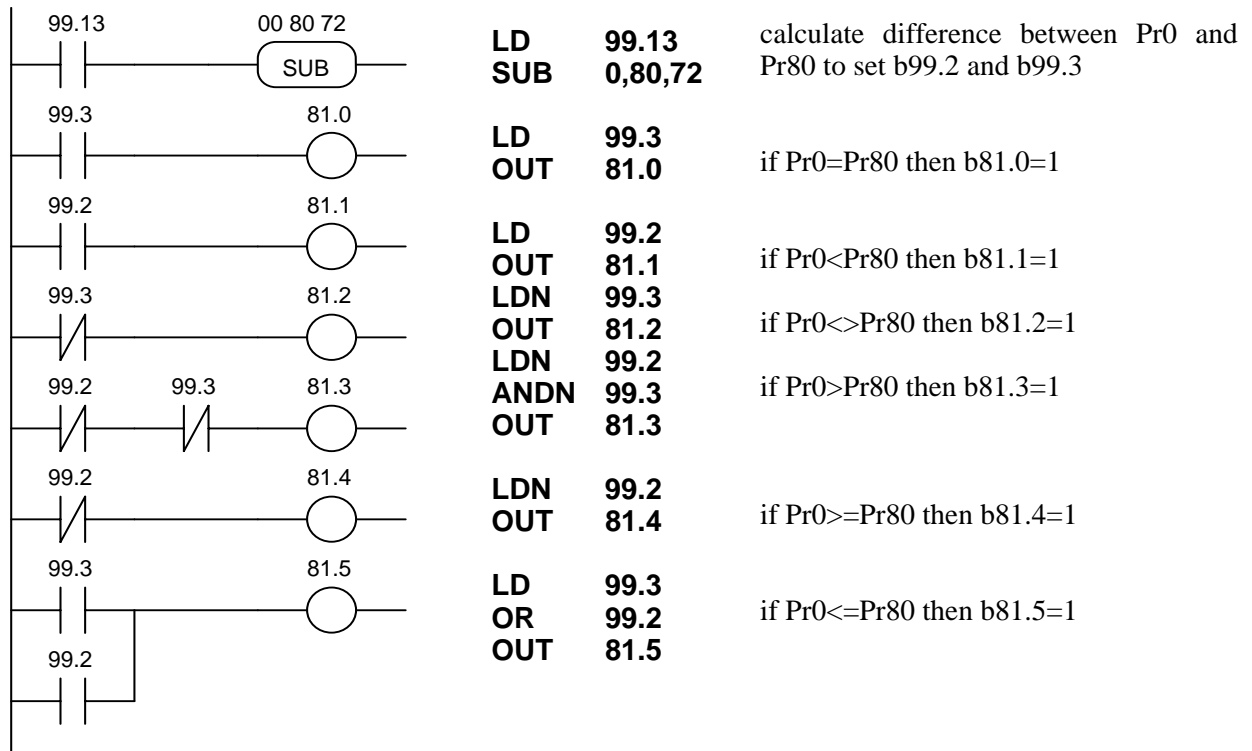 99.13 00 80 72
SUB
99.3 81.0
99.2 81.1
99.3 81.2
99.2 99.3 81.3
99.2 81.4
99.3 81.5
99.2
LD 99.13
SUB 0,80,72
LD 99.3
OUT 81.0
LD 99.2
OUT 81.1
LDN 99.3
OUT 81.2
LDN 99.2
ANDN 99.3
OUT 81.3
LDN 99.2
OUT 81.4
LD 99.3
OR 99.2
OUT 81.5
calculate difference between Pr0 and
Pr80 to set b99.2 and b99.3
if Pr0=Pr80 then b81.0=1
if Pr0<Pr80 then b81.1=1
if Pr0<>Pr80 then b81.2=1
if Pr0>Pr80 then b81.3=1
if Pr0>=Pr80 then b81.4=1
if Pr0<=Pr80 then b81.5=1